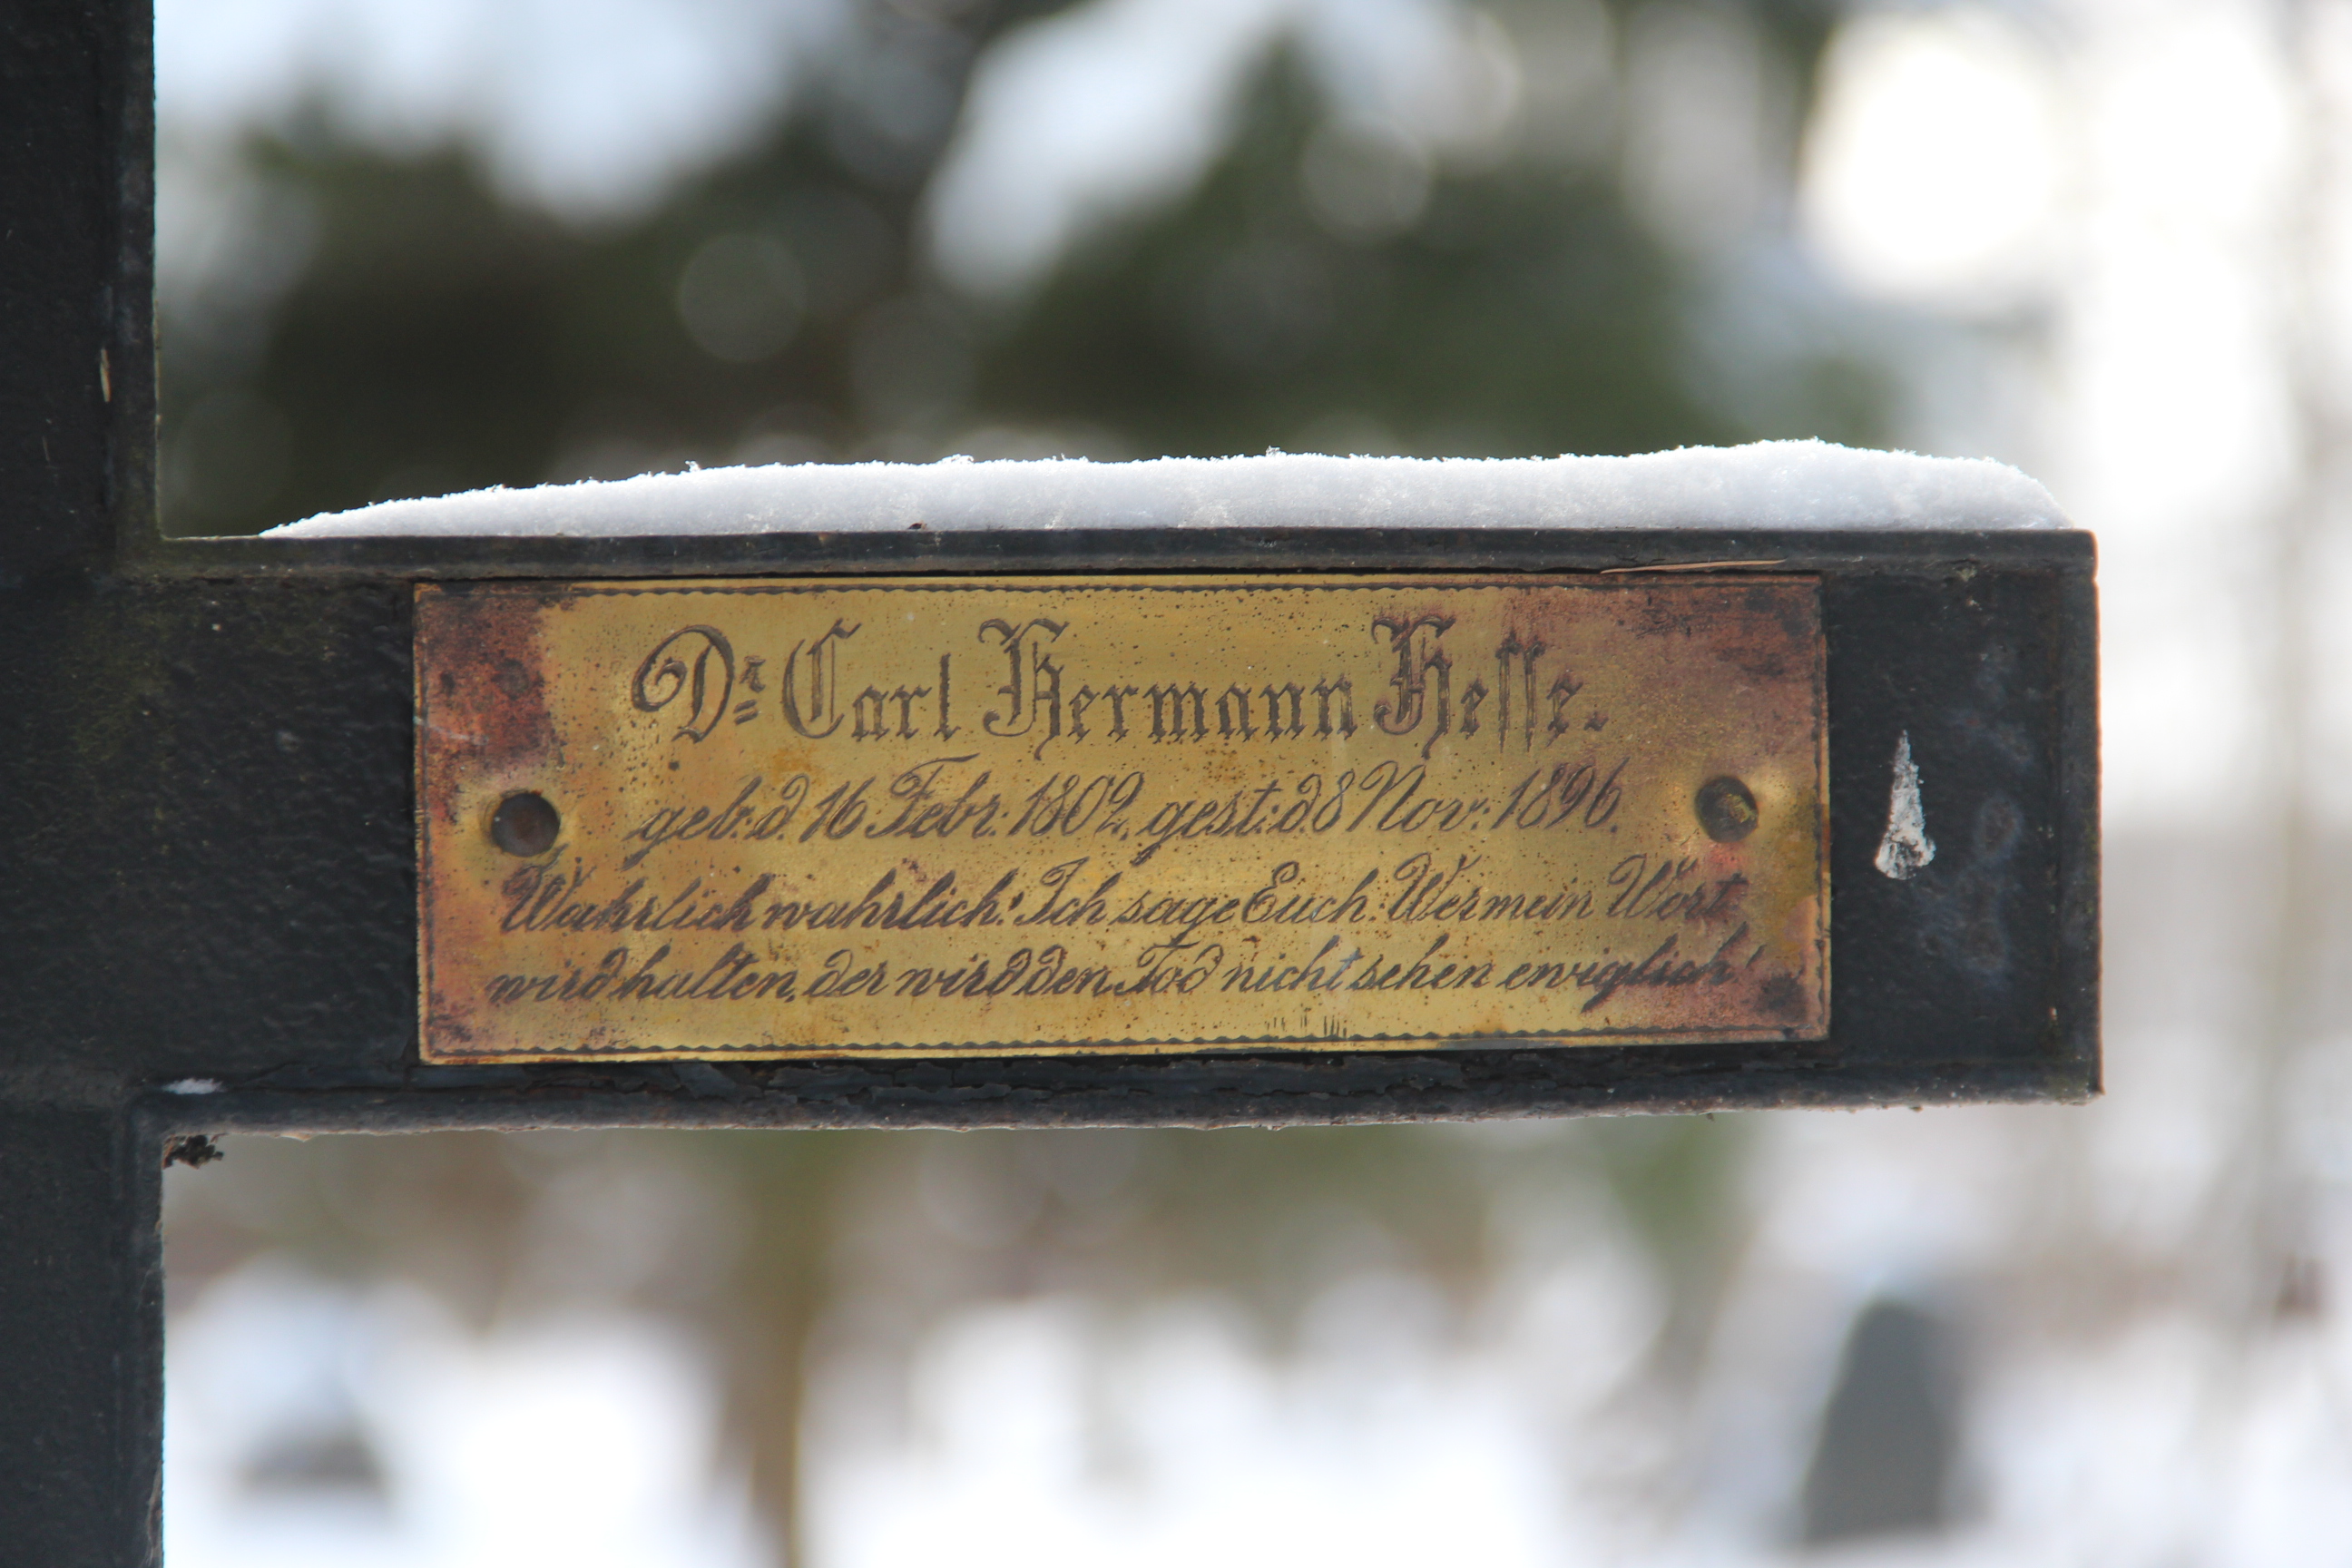 Dr Carl Hermann Hesse.
geb: d. 16 Febr: 1802, gest: d 8 Nov: 1896.
Wahrlich wahrlich! Ich sage Euch. Wer mein Wort
wird halten, der wird den Tod nicht sehen ewiglich!